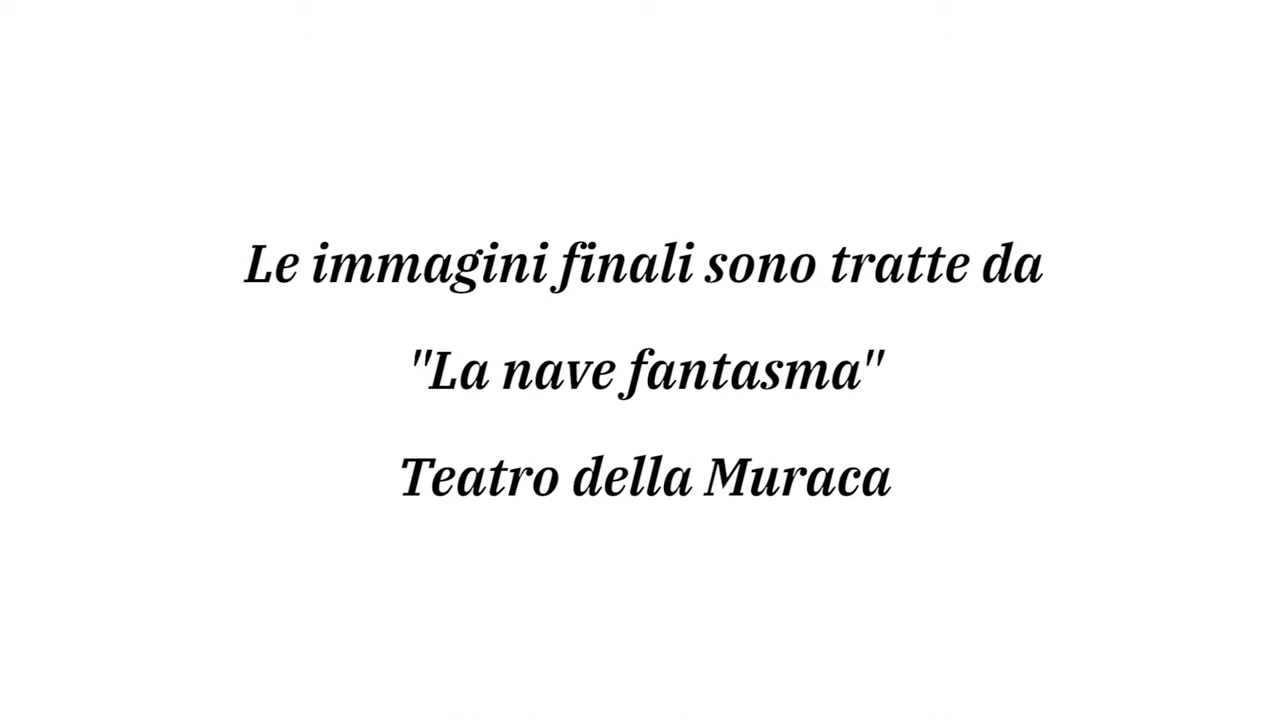 Le immagini finali sono tratte da
"La nave fantasma"
Teatro della Muraca